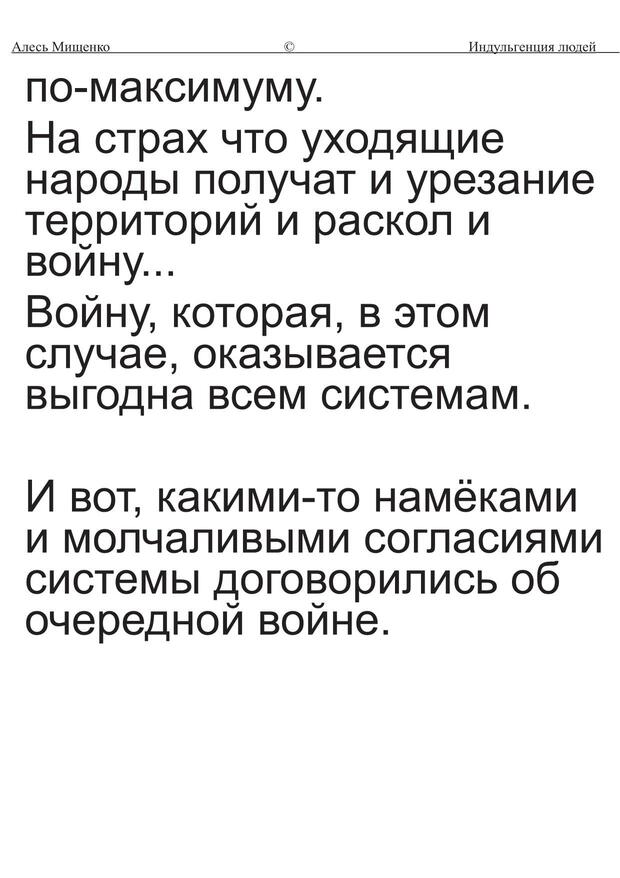 Алесь Мищенко © Индульгенция людей
по-максимуму.
На страх что уходящие
народы получат и урезание
территорий и раскол и
войну...
Войну, которая, в этом
случае, оказывается
выгодна всем системам.
И вот, какими-то намёками
и молчаливыми согласиями
системы договорились об
очередной войне.